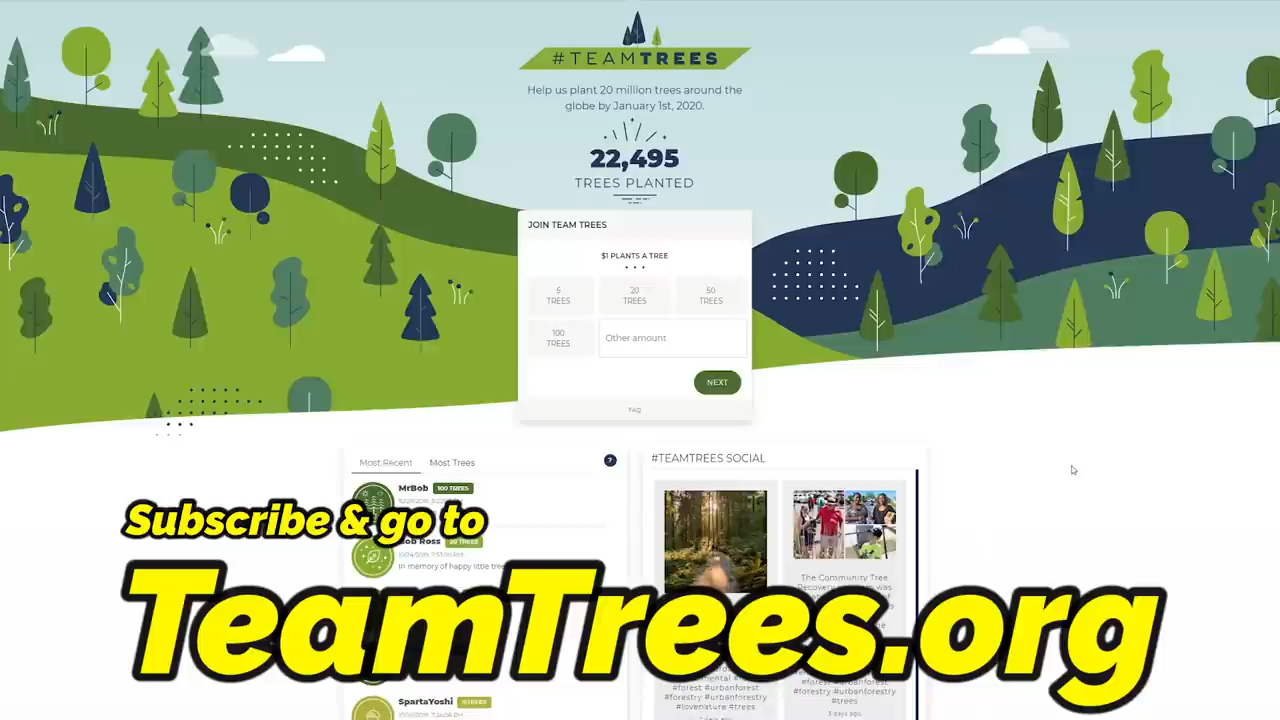 #TEAMTREES
Help us plant 20 million trees around the
globe by January 1st, 2020.
22,495
TREES PLANTED
JOIN TEAM TREES
$1 PLANTS A TREE
5
TREES
20
TREES
50
TREES
100
TREES
Other amount
NEXT
FAQ
Most Recent Most Trees
?
MrBob 100 TREES
Bob Ross 20 TREES
In memory of happy little tree
SpartaYoshi
#TEAMTREES SOCIAL
#forest #urbanforest
#forestry #urbanforestry
#lovenature #trees
The Community Tree
#forestry #urbanforestry
#trees
3 days ago
Subscribe & go to
TeamTrees.org